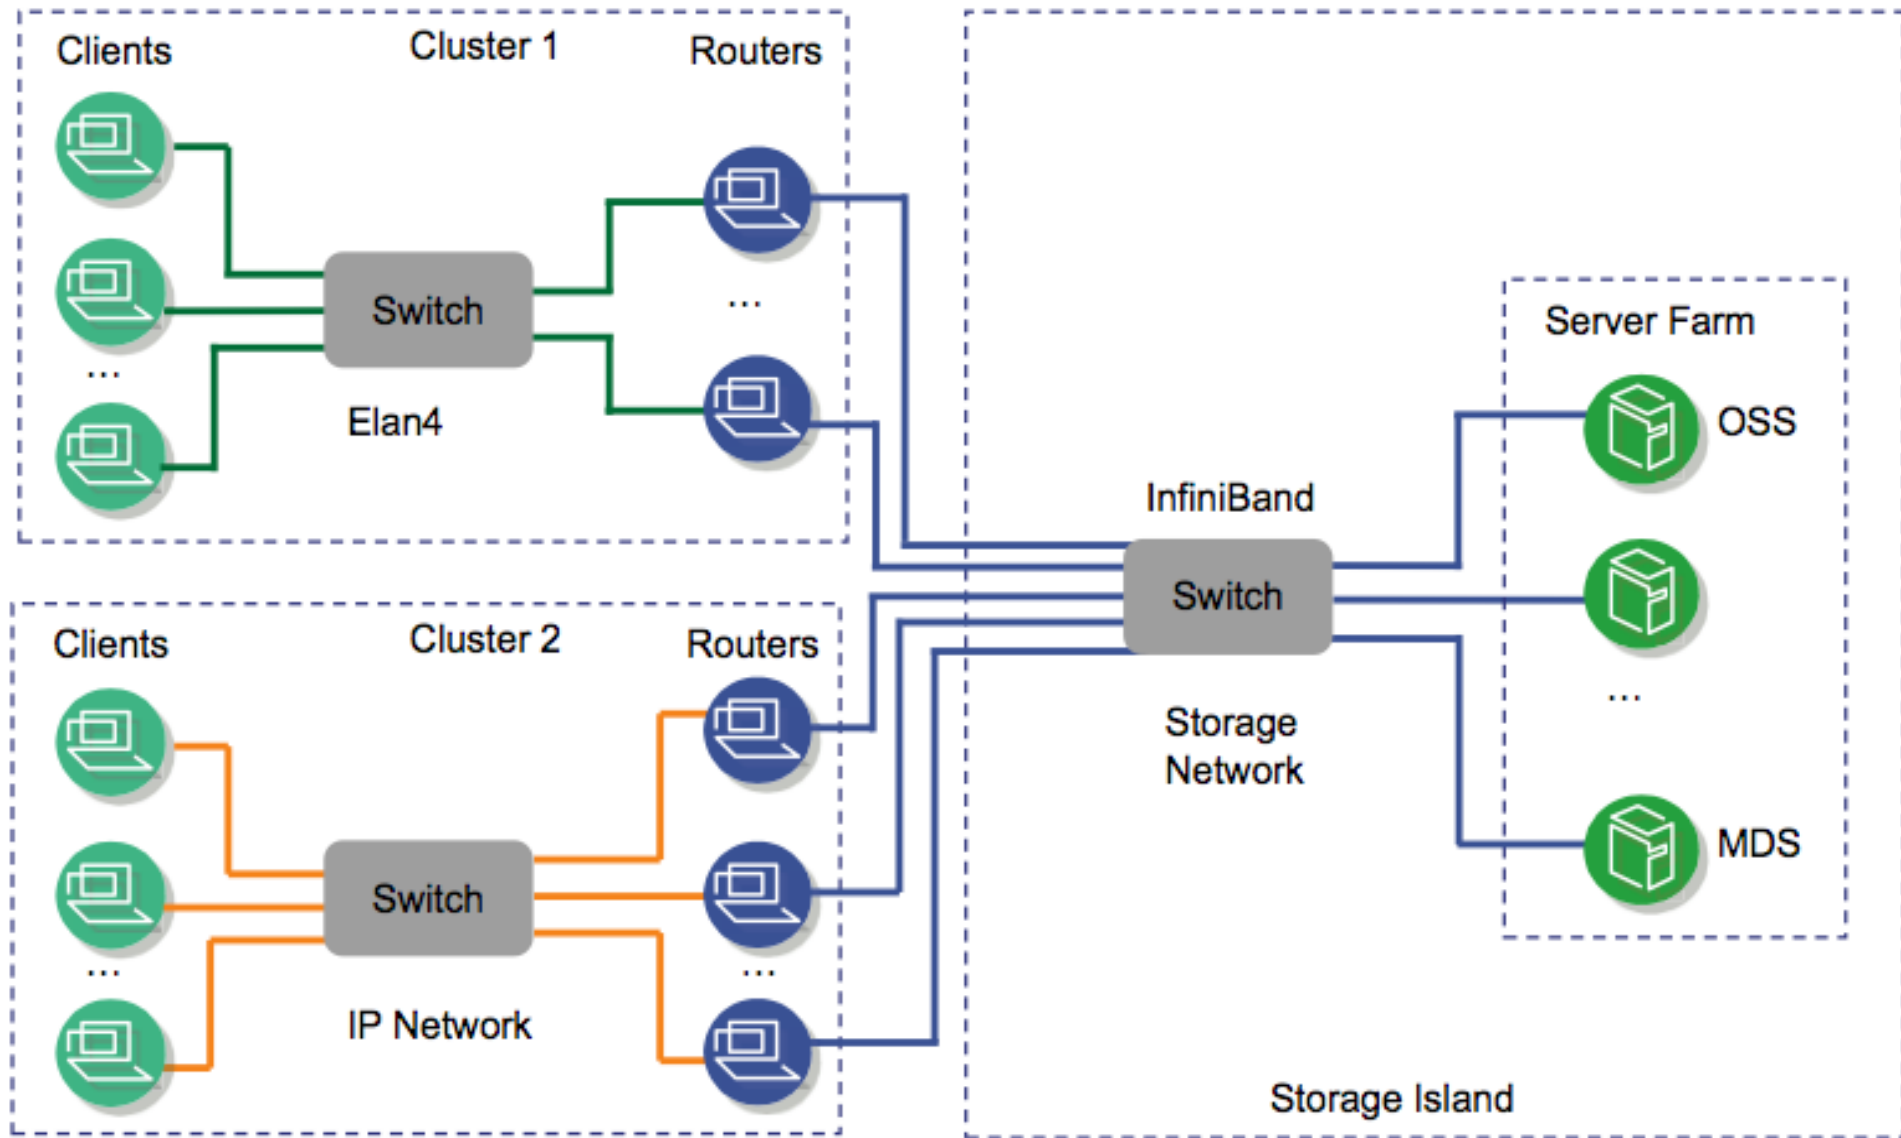 Clients
Cluster 1
Routers
Switch
...
...
Elan4
Clients
Cluster 2
Routers
Switch
...
...
IP Network
InfiniBand
Switch
Storage
Network
Server Farm
OSS
...
MDS
Storage Island